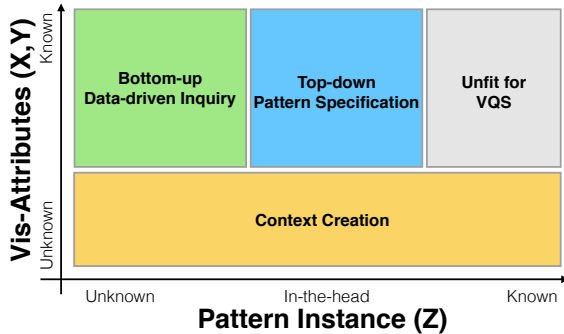 Vis-Attributes (X,Y)
Known
Unknown
Bottom-up
Data-driven Inquiry
Top-down
Pattern Specification
Unfit for
VQS
Context Creation
Unknown
In-the-head
Known
Pattern Instance (Z)